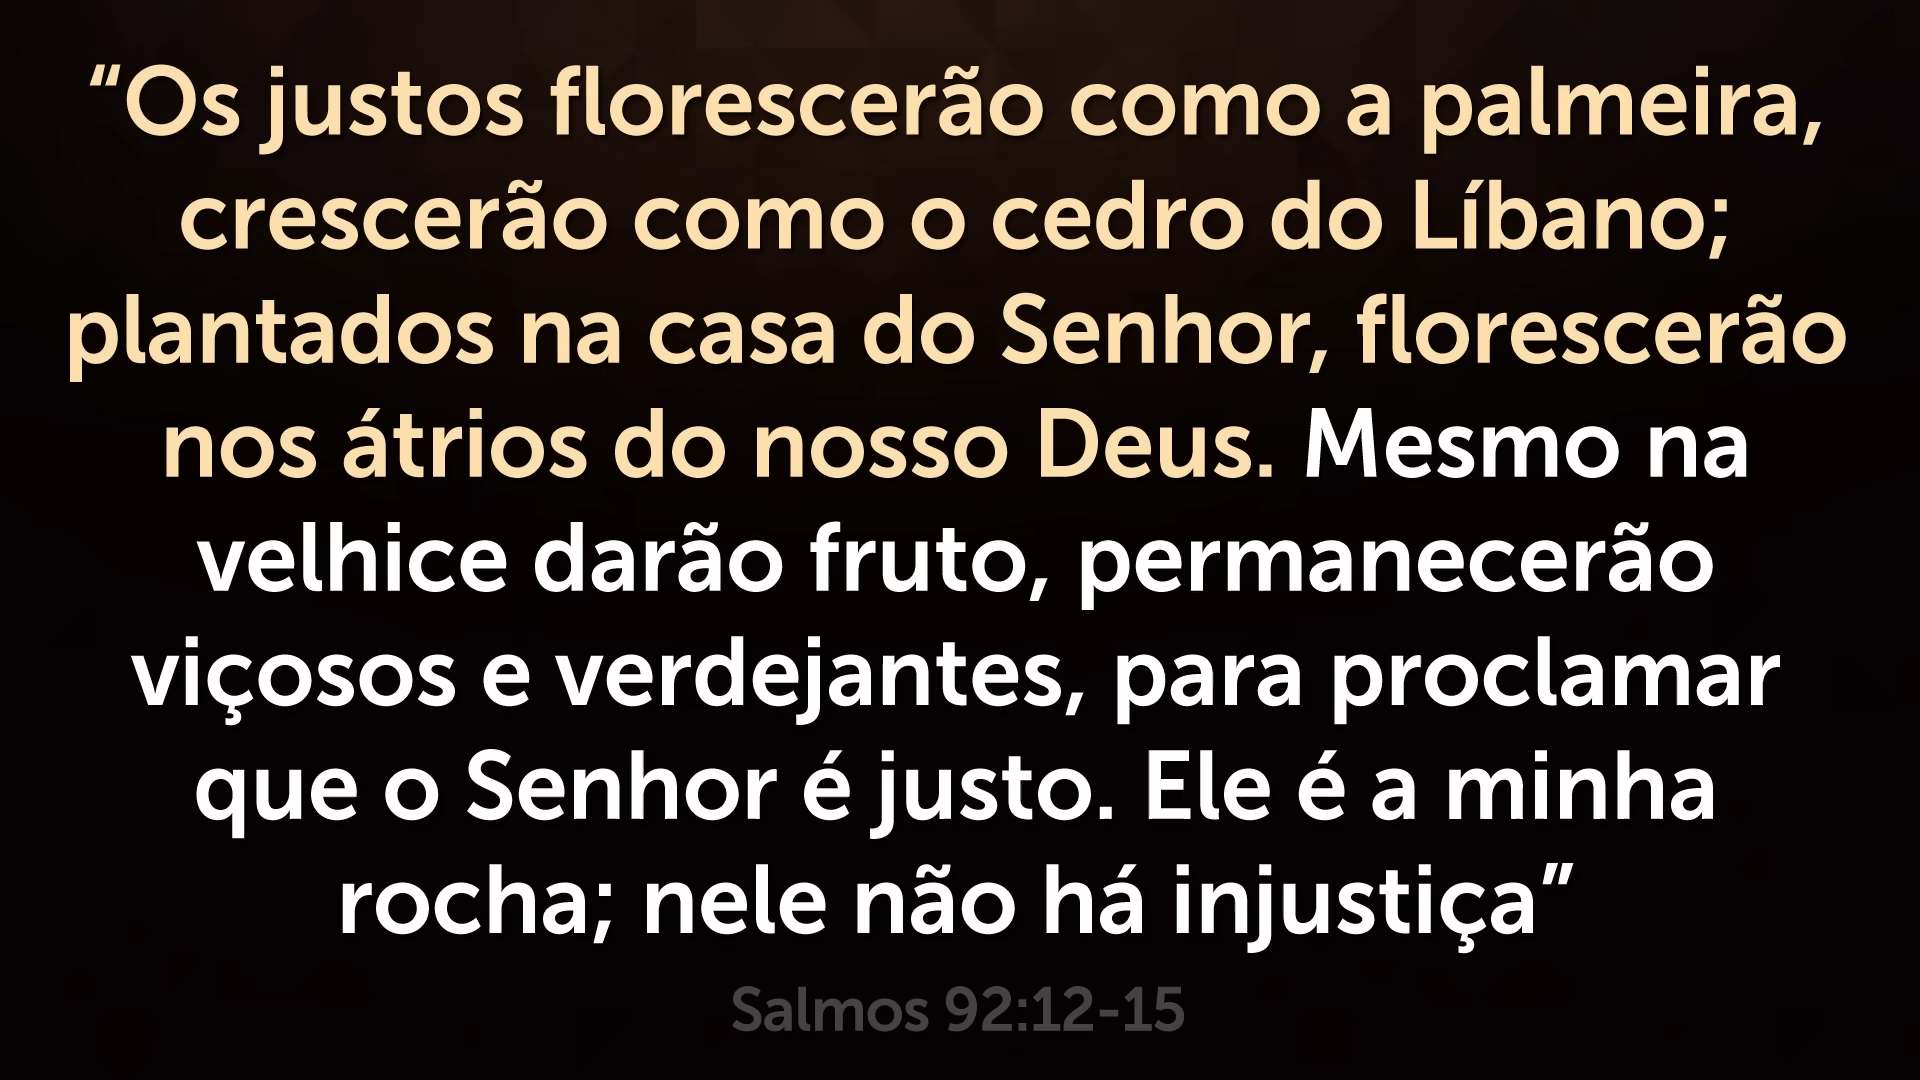 “Os justos florescerão como a palmeira,
crescerão como o cedro do Líbano;
plantados na casa do Senhor, florescerão
nos átrios do nosso Deus. Mesmo na
velhice darão fruto, permanecerão
viçosos e verdejantes, para proclamar
que o Senhor é justo. Ele é a minha
rocha; nele não há injustiça”
Salmos 92:12-15